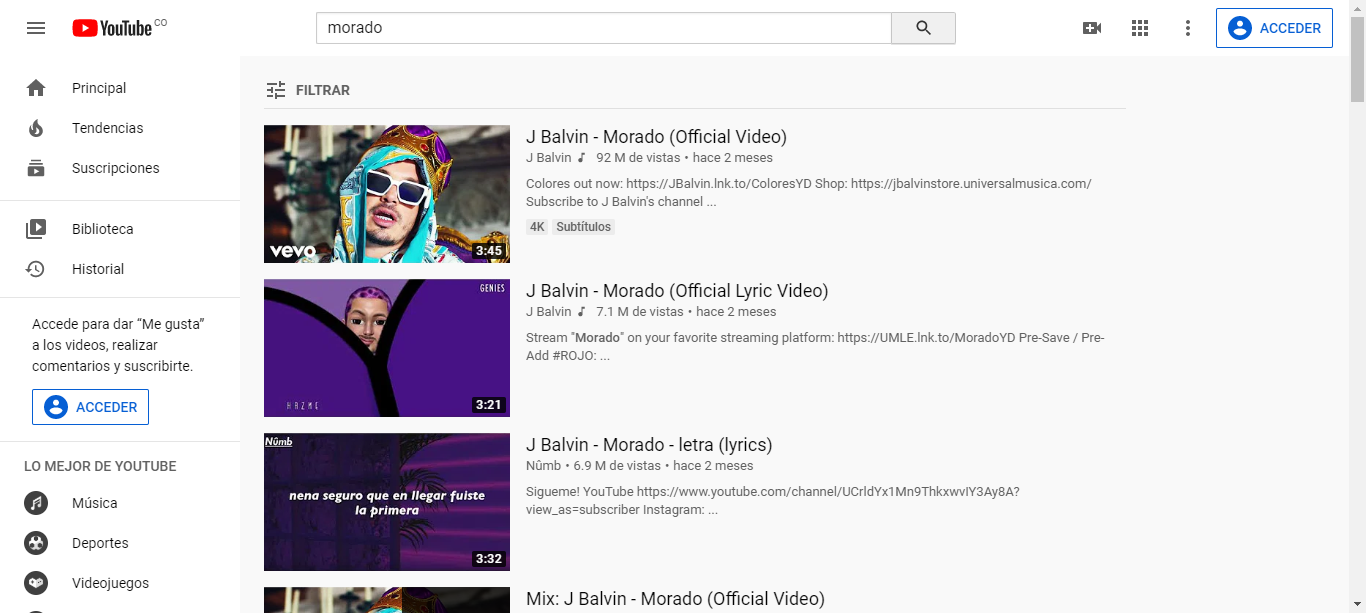 YouTube CO
morado
ACCEDER
Principal
Tendencias
Suscripciones
Biblioteca
Historial
Accede para dar “Me gusta”
a los videos, realizar
comentarios y suscribirte.
ACCEDER
LO MEJOR DE YOUTUBE
Música
Deportes
Videojuegos
FILTRAR
vevo
3:45
J Balvin - Morado (Official Video)
J Balvin 92 M de vistas • hace 2 meses
Colores out now: https://JBalvin.lnk.to/ColoresYD Shop: https://jbalvinstore.universalmusica.com/
Subscribe to J Balvin's channel ...
4K Subtítulos
GENIES
3:21
J Balvin - Morado (Official Lyric Video)
J Balvin 7.1 M de vistas • hace 2 meses
Stream "Morado" on your favorite streaming platform: https://UMLE.lnk.to/MoradoYD Pre-Save / Pre-
Add #ROJO: ...
Nûmb
nena seguro que en llegar fuiste
la primera
3:32
J Balvin - Morado - letra (lyrics)
Nûmb • 6.9 M de vistas • hace 2 meses
Sigueme! YouTube https://www.youtube.com/channel/UCrldYx1Mn9ThkxwvIY3Ay8A?
view_as=subscriber Instagram: ...
Mix: J Balvin - Morado (Official Video)